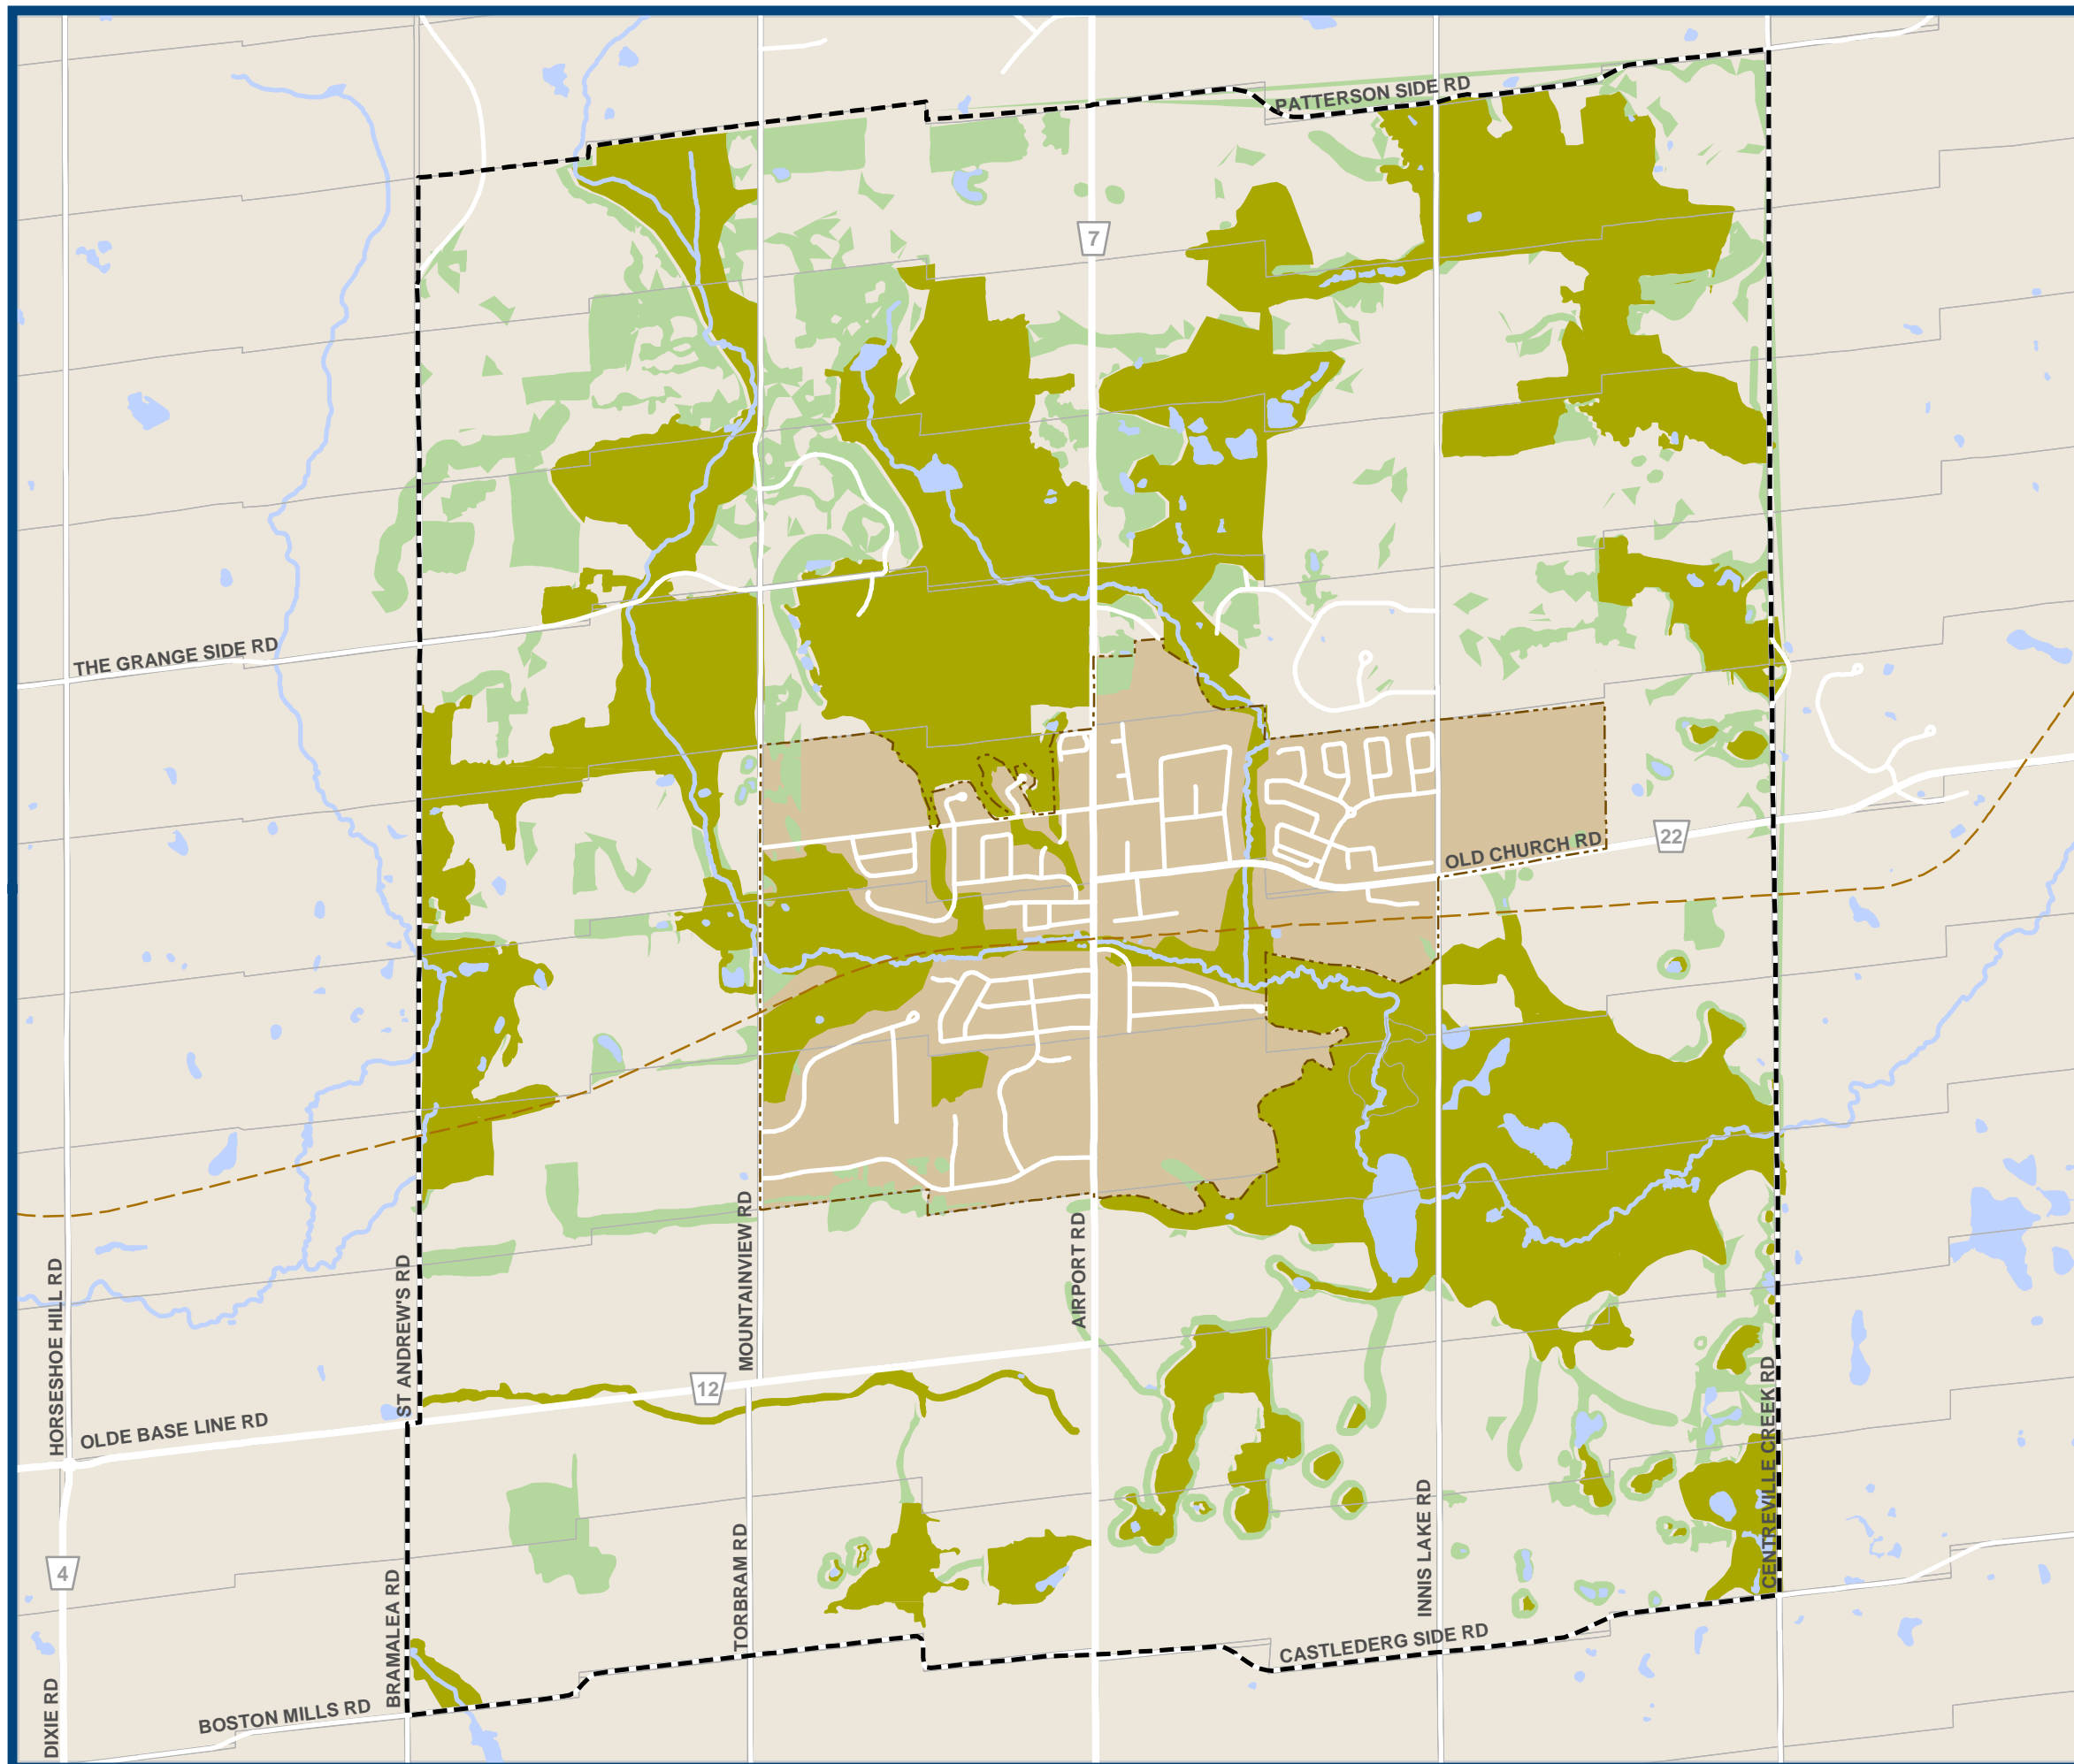 PATTERSON SIDE RD
7
THE GRANGE SIDE RD
OLD CHURCH RD
22
HORSESHOE HILL RD
ST ANDREW'S RD
MOUNTAINVIEW RD
AIRPORT RD
12
OLDE BASE LINE RD
CENTREVILLE CREEK RD
INNIS LAKE RD
TORBRAM RD
4
BRAMALEA RD
CASTLEDERG SIDE RD
DIXIE RD
BOSTON MILLS RD